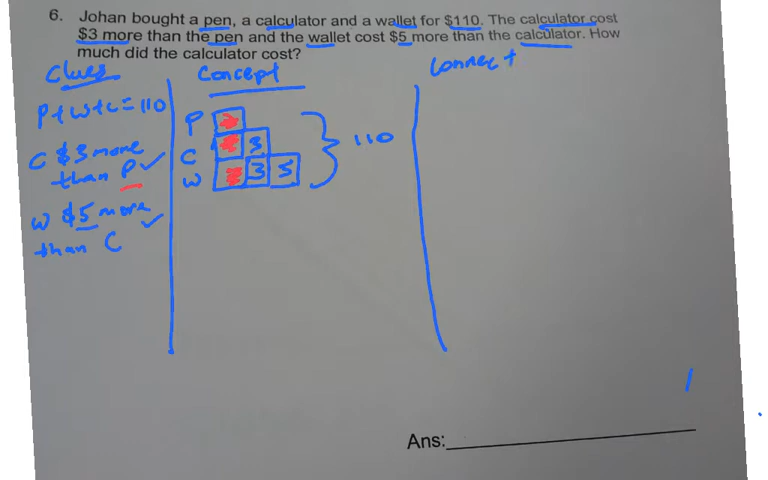 6. Johan bought a pen, a calculator and a wallet for $110. The calculator cost
$3 more than the pen and the wallet cost $5 more than the calculator. How
much did the calculator cost?
Clues
P + W + C = 110
C $3 more
than P ✓
W $5 more
than C ✓
Concept
P
C 3
W 3 5
110
Connect
Ans: